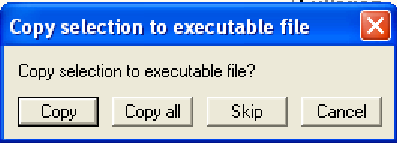 Copy selection to executable file
Copy selection to executable file?
Copy Copy all Skip Cancel